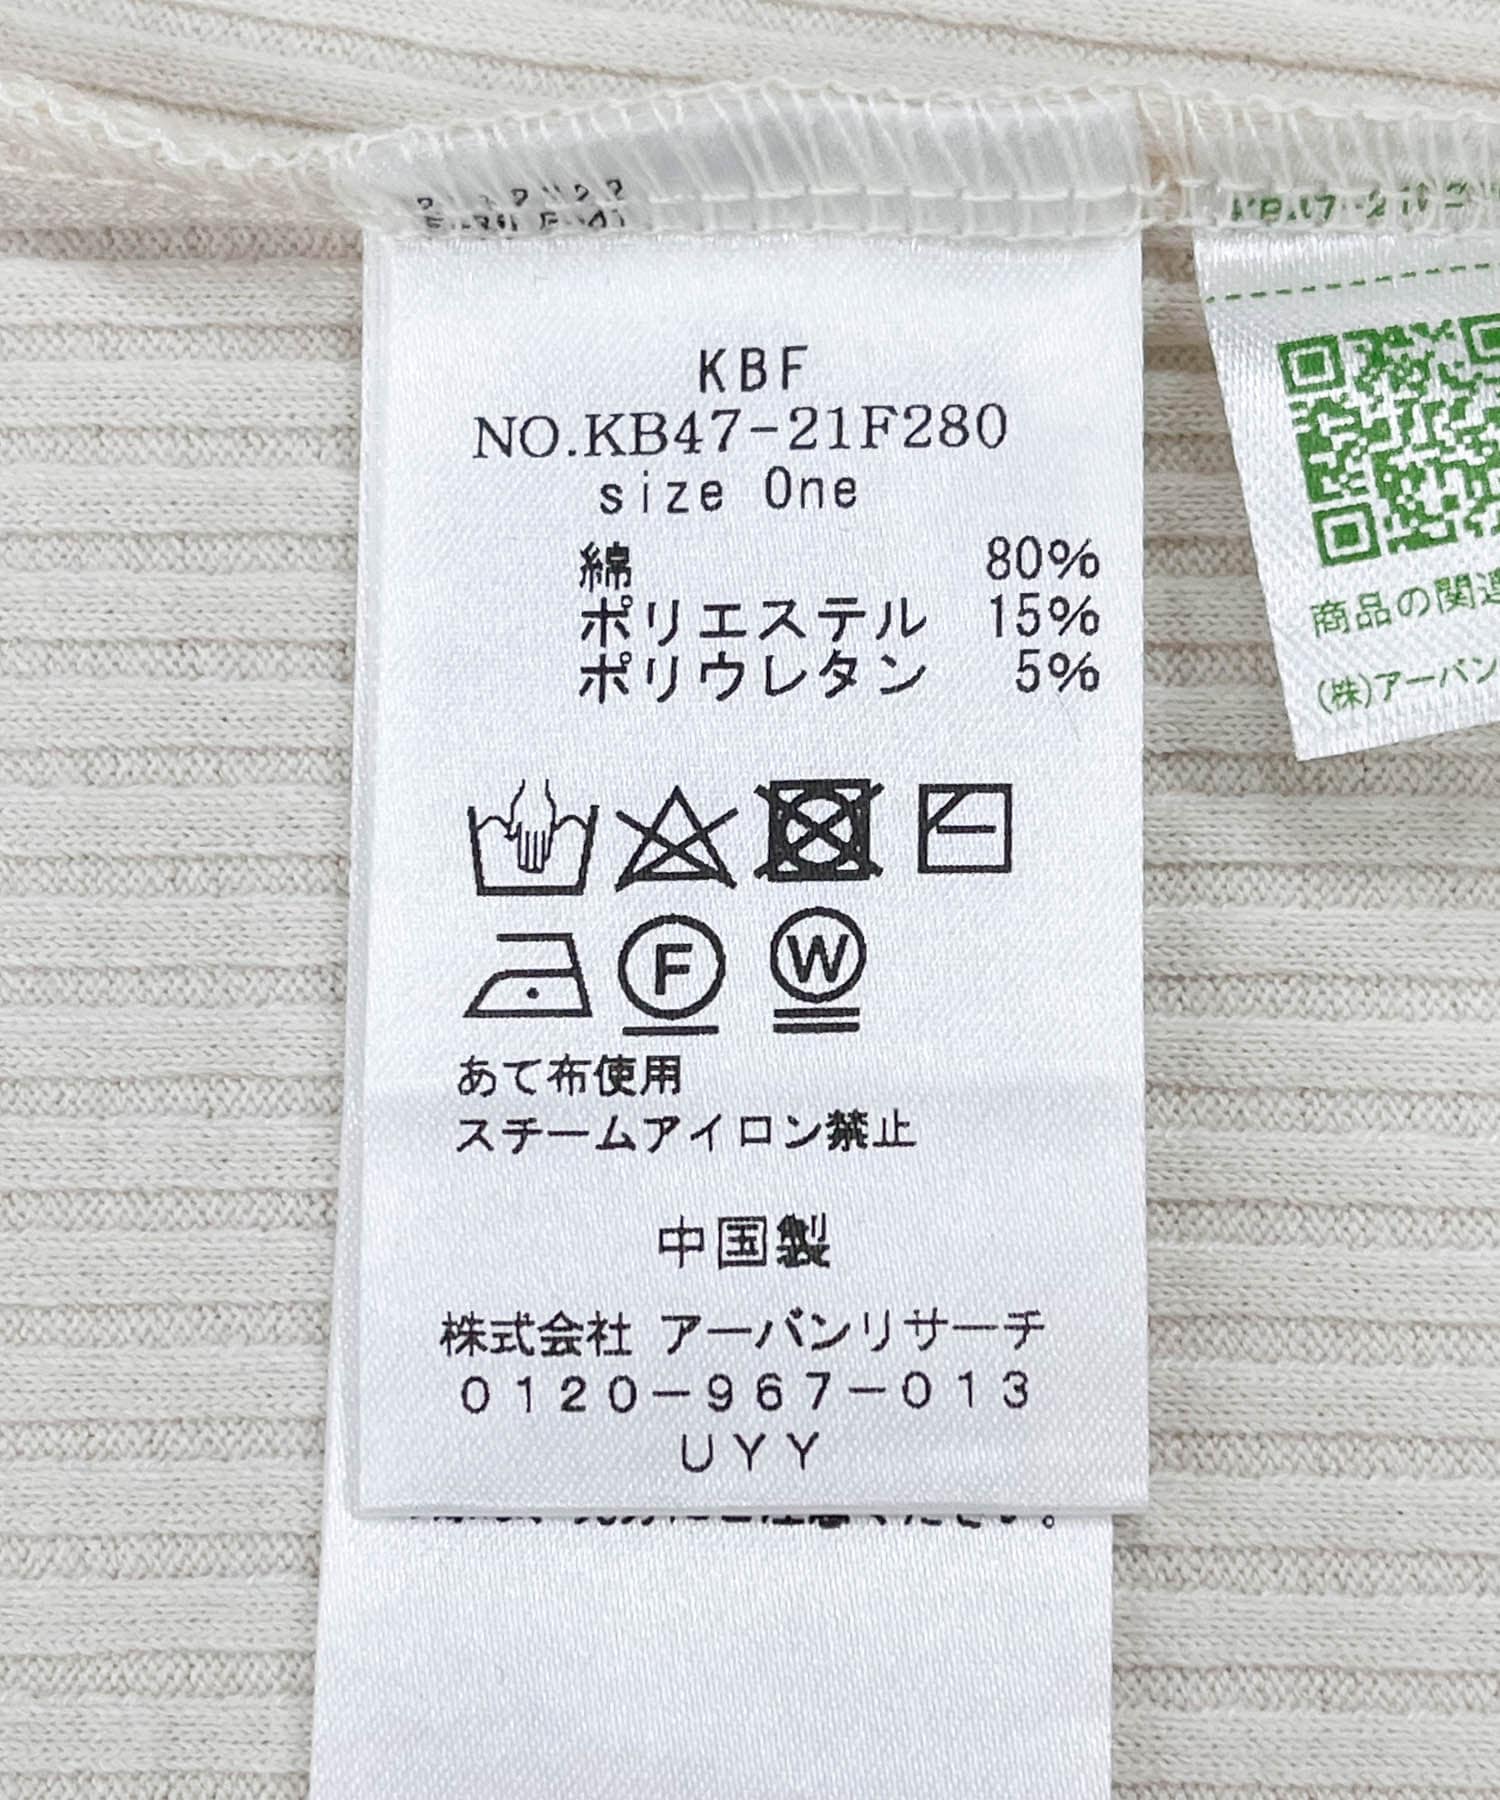 KBF
NO.KB47-21F280
size One
綿 80%
ポリエステル 15%
ポリウレタン 5%
F
W
あて布使用
スチームアイロン禁止
中国製
株式会社 アーバンリサーチ
0120-967-013
UYY
商品の関連
(株)アーバン